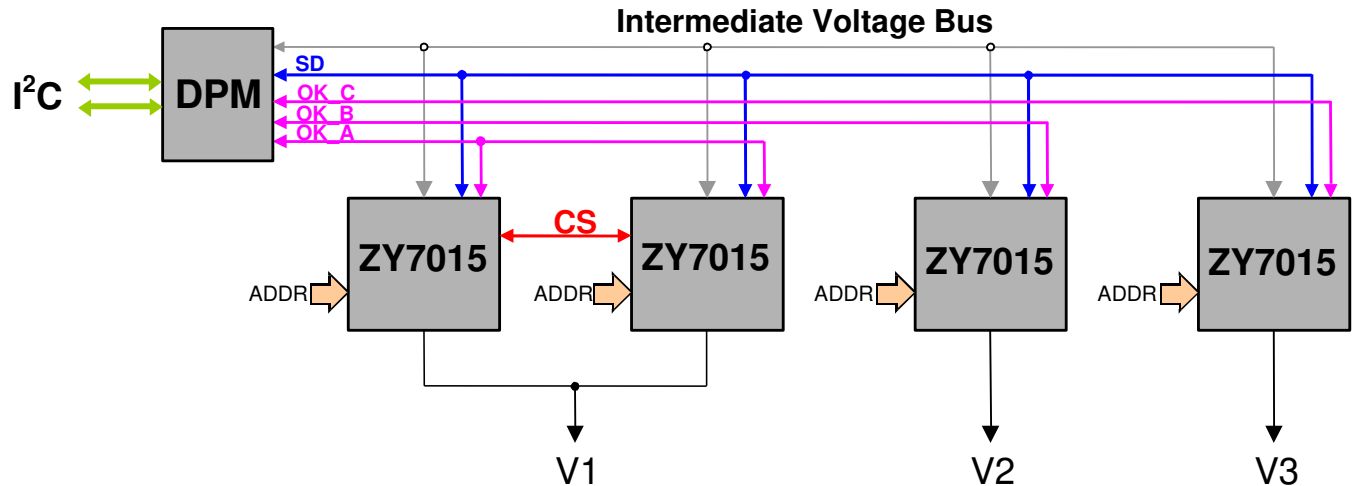 Intermediate Voltage Bus
I²C
DPM
SD
OK_C
OK_B
OK_A
CS
ZY7015
ZY7015
ZY7015
ZY7015
ADDR
ADDR
ADDR
ADDR
V1
V2
V3